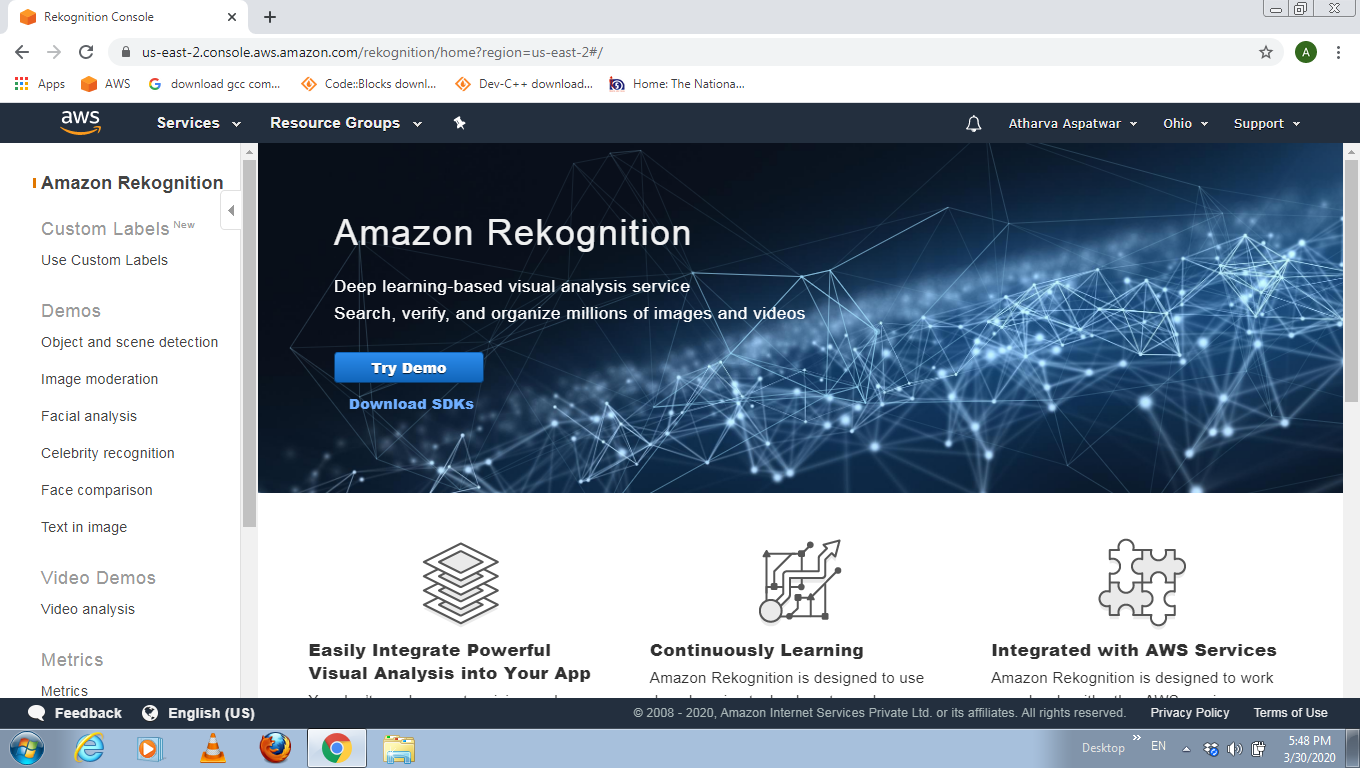 Rekognition Console
us-east-2.console.aws.amazon.com/rekognition/home?region=us-east-2#/
A
Apps
AWS
download gcc com...
Code::Blocks downl...
Dev-C++ download...
Home: The Nationa...
aws
Services
Resource Groups
Atharva Aspatwar
Ohio
Support
Amazon Rekognition
Custom Labels New
Use Custom Labels
Demos
Object and scene detection
Image moderation
Facial analysis
Celebrity recognition
Face comparison
Text in image
Video Demos
Video analysis
Metrics
Metrics
Amazon Rekognition
Deep learning-based visual analysis service
Search, verify, and organize millions of images and videos
Try Demo
Download SDKs
Easily Integrate Powerful
Visual Analysis into Your App
Continuously Learning
Amazon Rekognition is designed to use
Integrated with AWS Services
Amazon Rekognition is designed to work
Feedback
English (US)
© 2008 - 2020, Amazon Internet Services Private Ltd. or its affiliates. All rights reserved.
Privacy Policy
Terms of Use
Desktop
EN
5:48 PM
3/30/2020